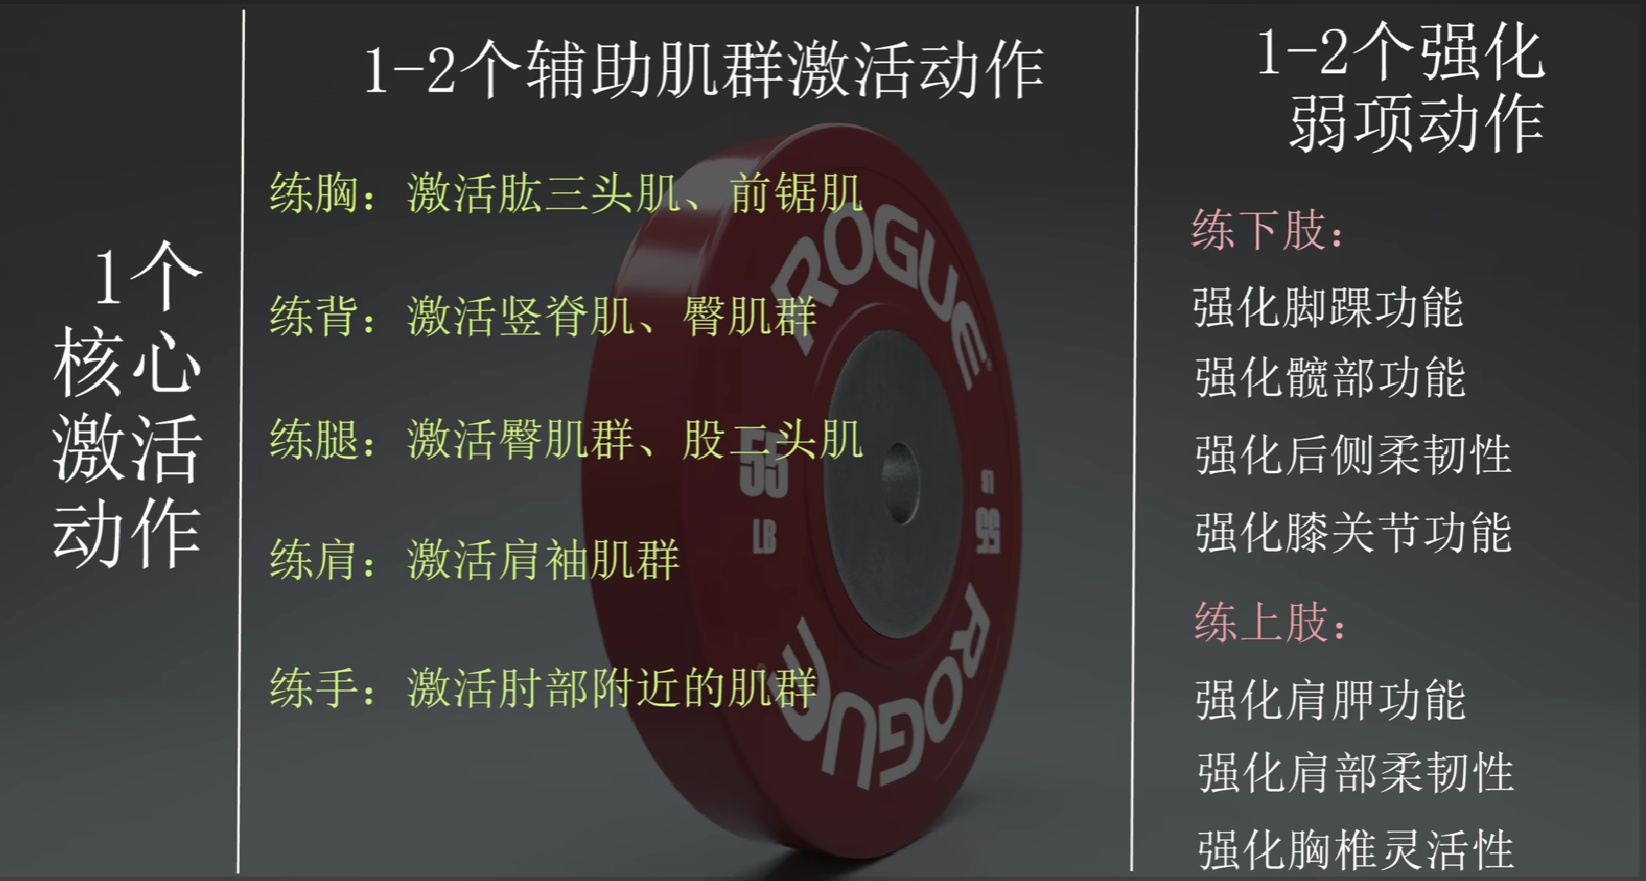 1个
核心
激活
动作
1-2个辅助肌群激活动作
练胸：激活肱三头肌、前锯肌
练背：激活竖脊肌、臀肌群
练腿：激活臀肌群、股二头肌
练肩：激活肩袖肌群
练手：激活肘部附近的肌群
1-2个强化
弱项动作
练下肢：
强化脚踝功能
强化髋部功能
强化后侧柔韧性
强化膝关节功能
练上肢：
强化肩胛功能
强化肩部柔韧性
强化胸椎灵活性
ROGUE
55
LB
55
ROGUE